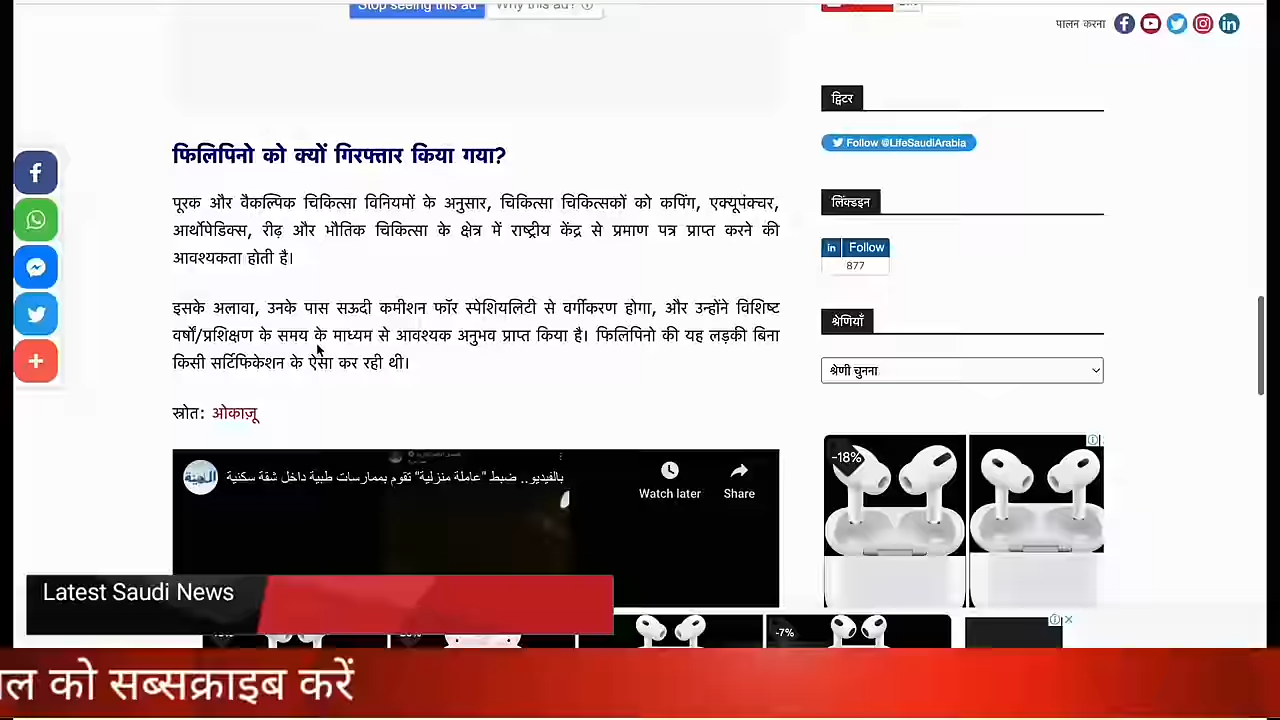 Stop seeing this ad
Why this ad?
पालन करना
ट्विटर
Follow @LifeSaudiArabia
लिंक्डइन
in Follow
877
श्रेणियाँ
श्रेणी चुनना
फिलिपिनो को क्यों गिरफ्तार किया गया?
पूरक और वैकल्पिक चिकित्सा विनियमों के अनुसार, चिकित्सा चिकित्सकों को कपिंग, एक्यूपंक्चर,
आर्थोपेडिक्स, रीढ़ और भौतिक चिकित्सा के क्षेत्र में राष्ट्रीय केंद्र से प्रमाण पत्र प्राप्त करने की
आवश्यकता होती है।
इसके अलावा, उनके पास सऊदी कमीशन फॉर स्पेशियलिटी से वर्गीकरण होगा, और उन्होंने विशिष्ट
वर्षों/प्रशिक्षण के समय के माध्यम से आवश्यक अनुभव प्राप्त किया है। फिलिपिनो की यह लड़की बिना
किसी सर्टिफिकेशन के ऐसा कर रही थी।
स्रोत: ओकाज़ू
بالفيديو.. ضبط "عاملة منزلية" تقوم بممارسات طبية داخل شقة سكنية
Watch later
Share
-18%
Latest Saudi News
-7%
ल को सब्सक्राइब करें